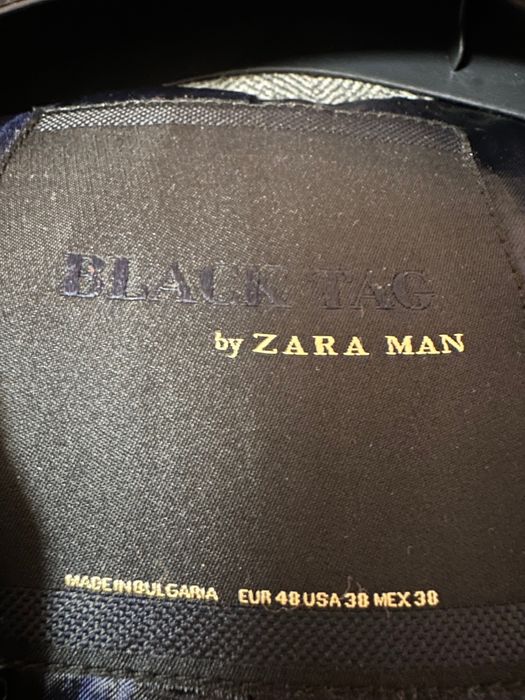 BLACK TAG
by ZARA MAN
MADE IN BULGARIA EUR 48 USA 38 MEX 38